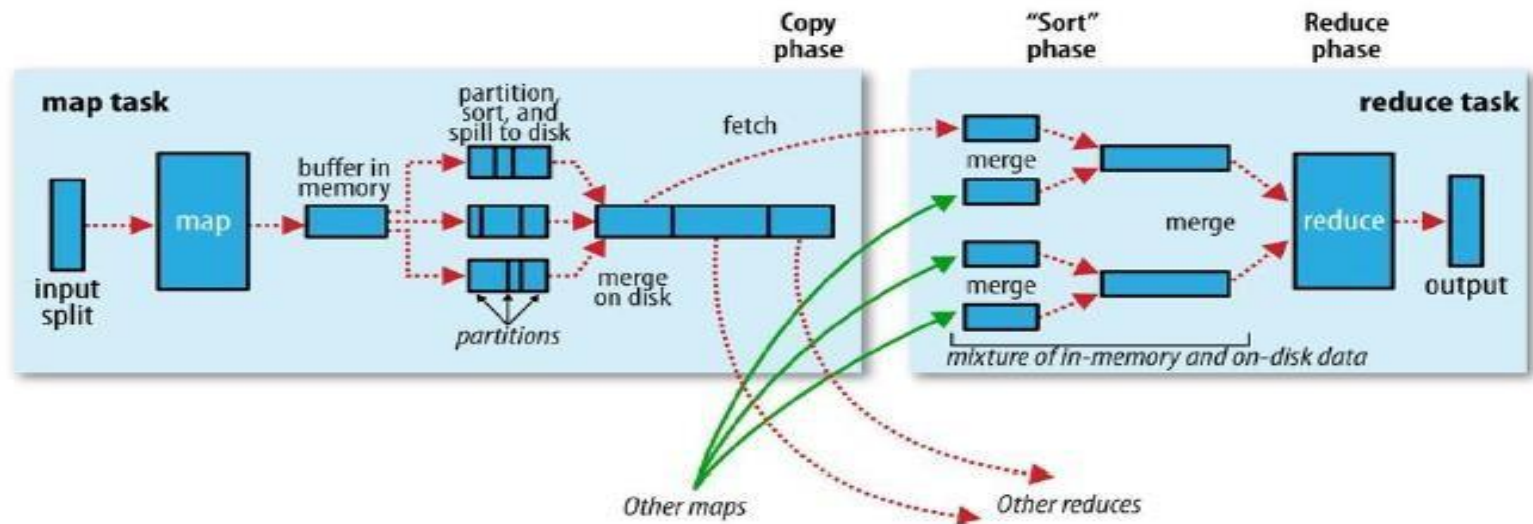 Copy
phase
“Sort”
phase
Reduce
phase
map task
partition,
sort, and
spill to disk
fetch
buffer in
memory
map
input
split
merge
on disk
partitions
reduce task
merge
merge
merge
reduce
output
mixture of in-memory and on-disk data
Other maps
Other reduces